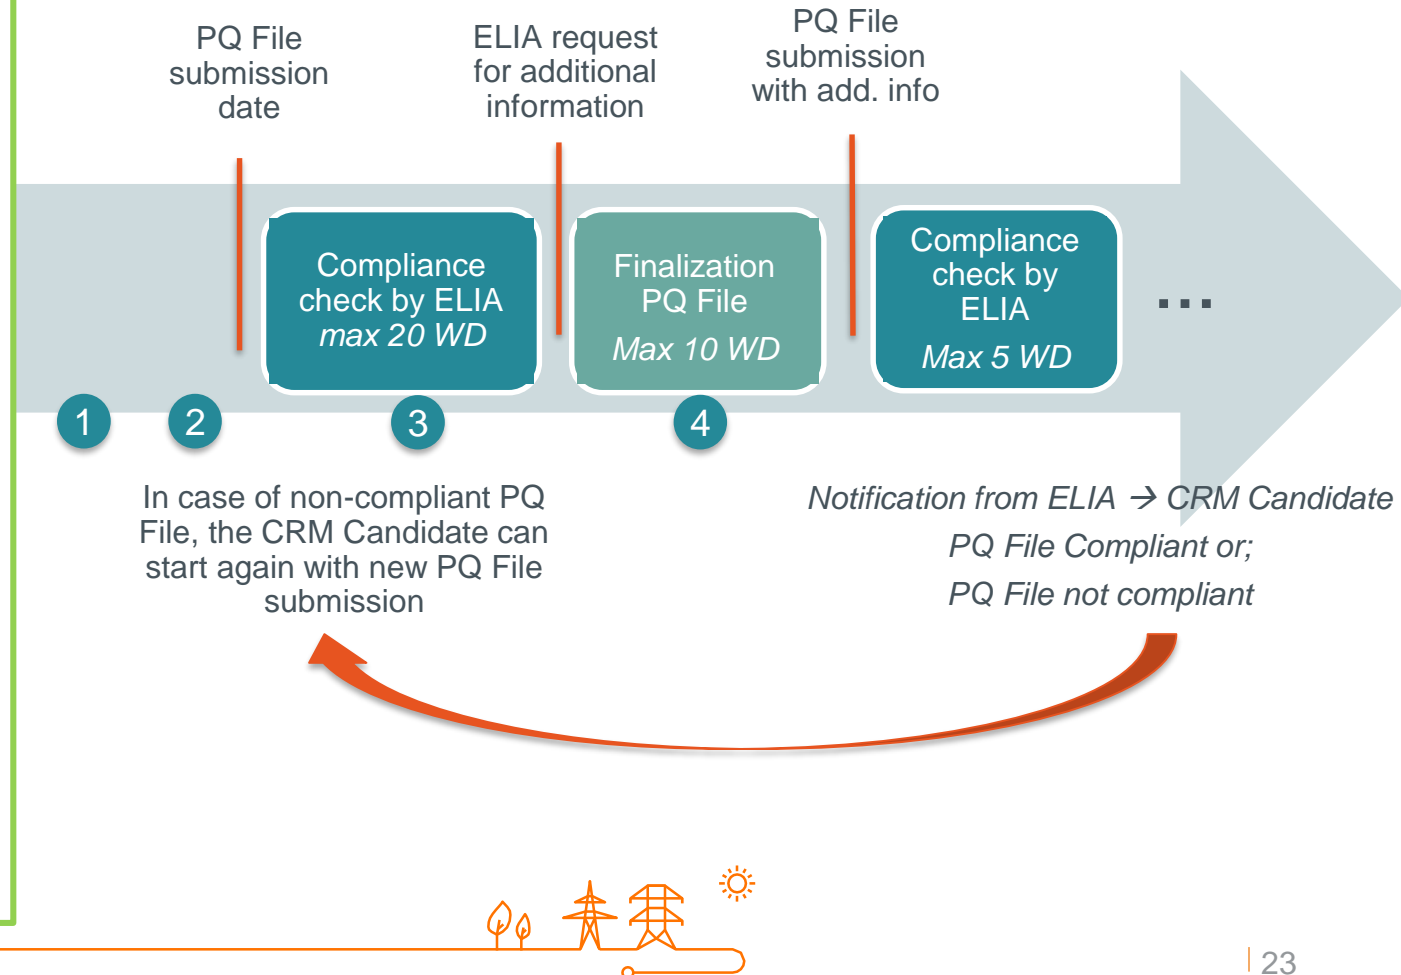 PQ File
submission
date
ELIA request
for additional
information
PQ File
submission
with add. info
Compliance
check by ELIA
max 20 WD
Finalization
PQ File
Max 10 WD
Compliance
check by
ELIA
Max 5 WD
...
1
2
3
4
In case of non-compliant PQ
File, the CRM Candidate can
start again with new PQ File
submission
Notification from ELIA → CRM Candidate
PQ File Compliant or;
PQ File not compliant
23